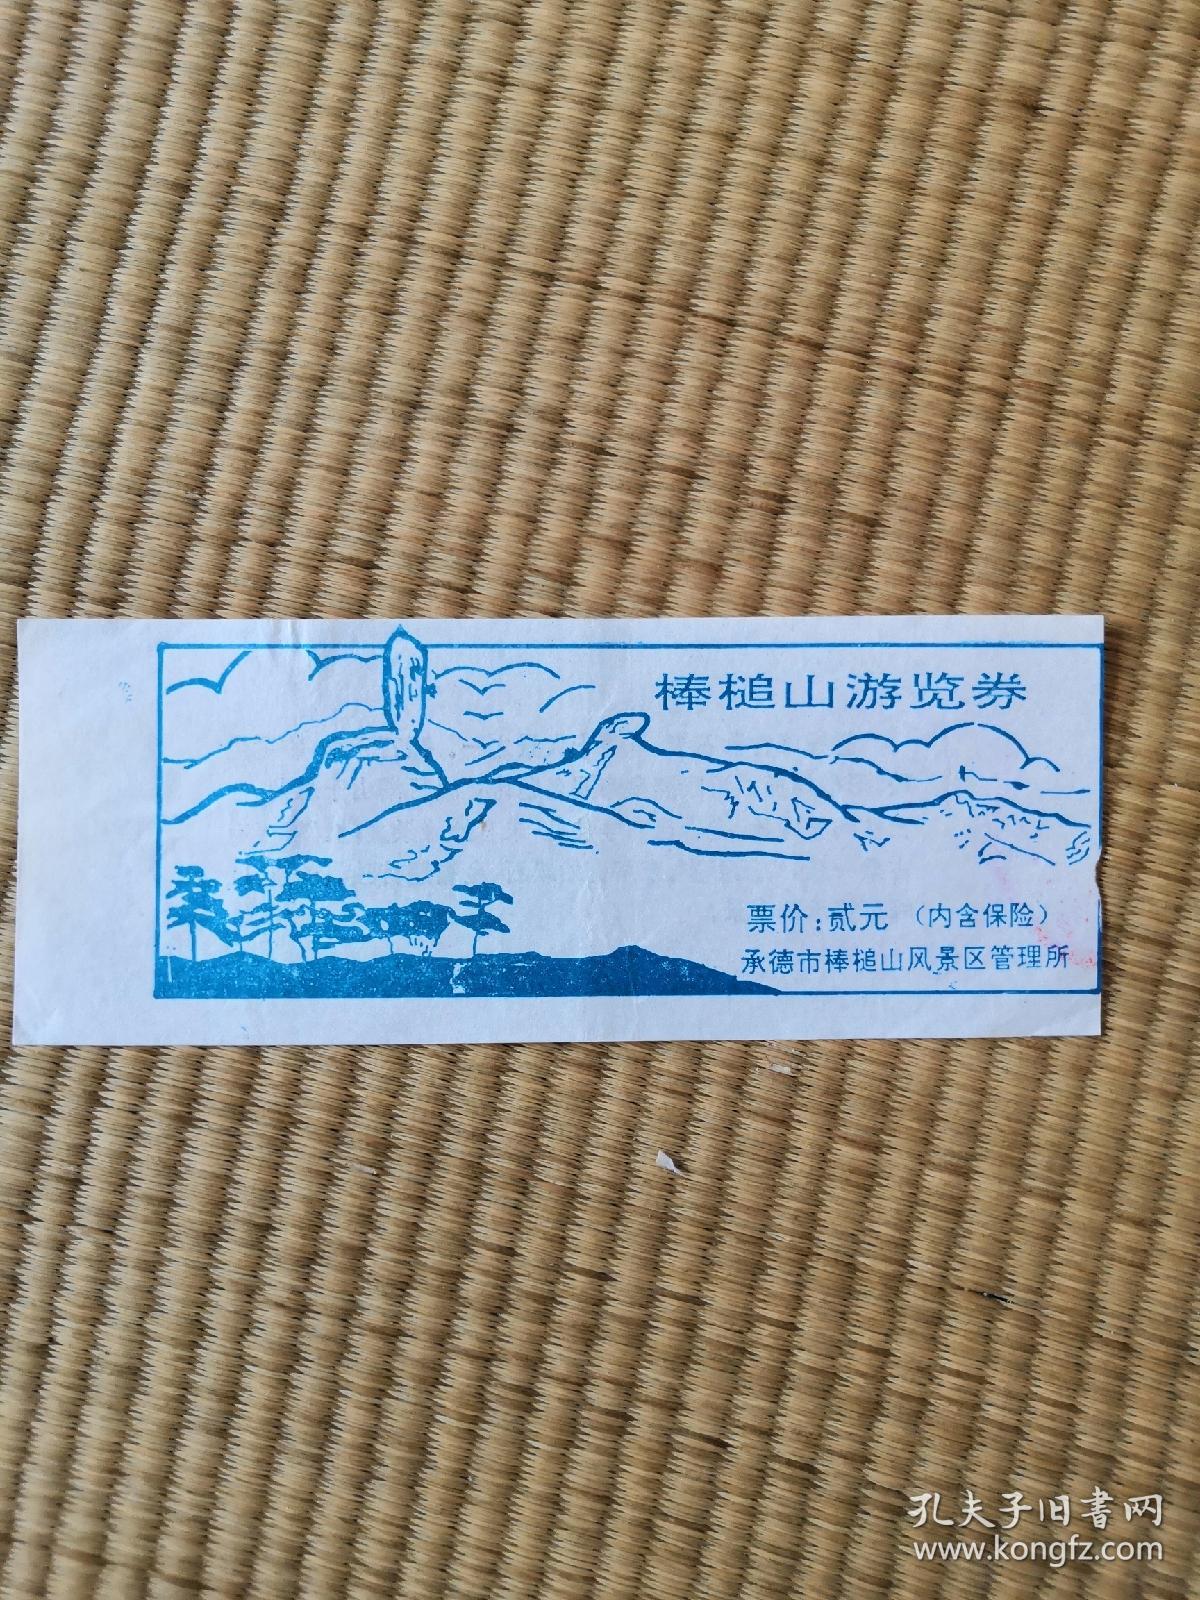 棒槌山游览券
票价：贰元（内含保险）
承德市棒槌山风景区管理所
孔夫子旧書网
www.kongfz.com